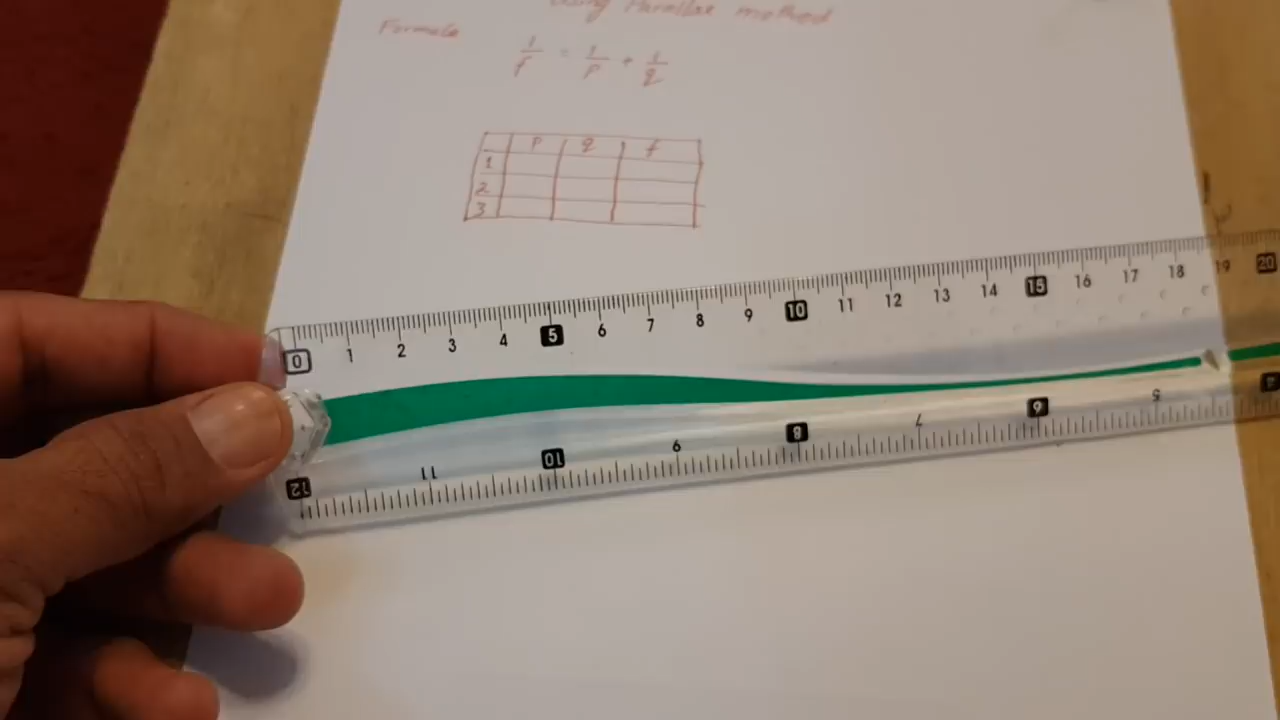 Using Parallax method
Formula
1/f = 1/p + 1/q
P q f
1
2
3
0 1 2 3 4 5 6 7 8 9 10 11 12 13 14 15 16 17 18 19 20
12 11 10 9 8 7 6 5 4